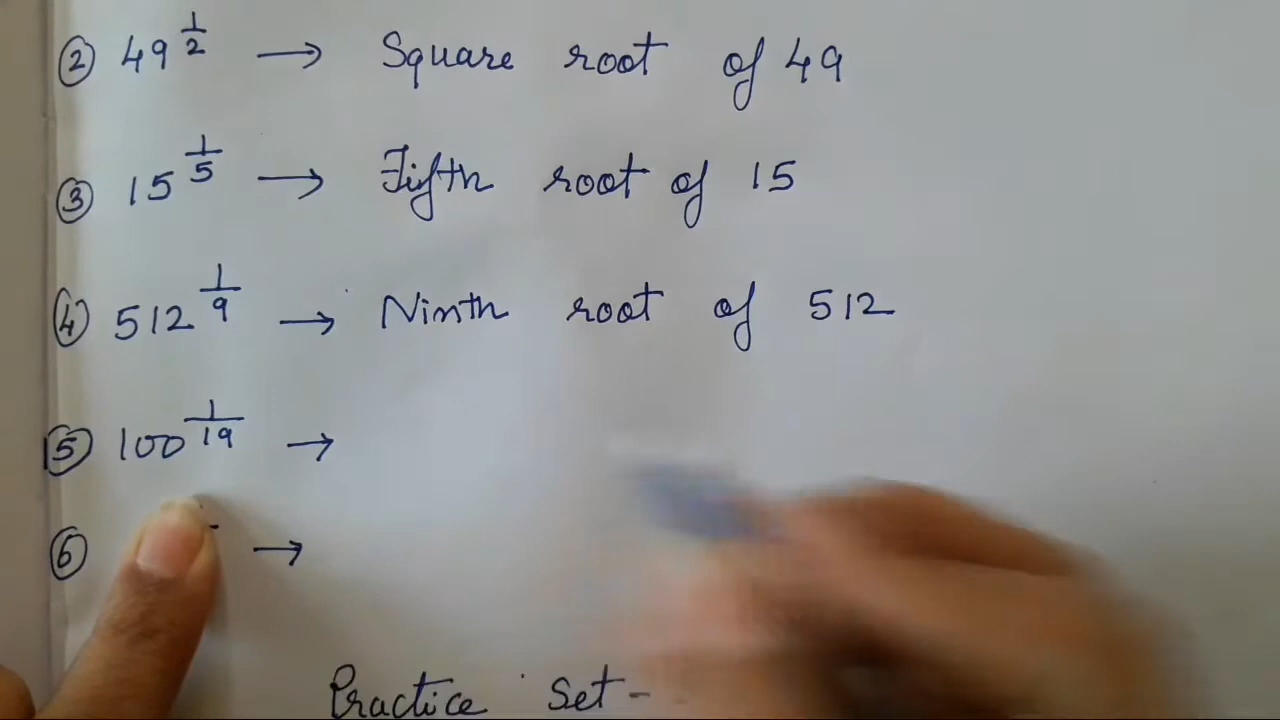 ② 49^(1/2) → Square root of 49
③ 15^(1/5) → Fifth root of 15
④ 512^(1/9) → Ninth root of 512
⑤ 100^(1/19) →
⑥ →
Practice Set-